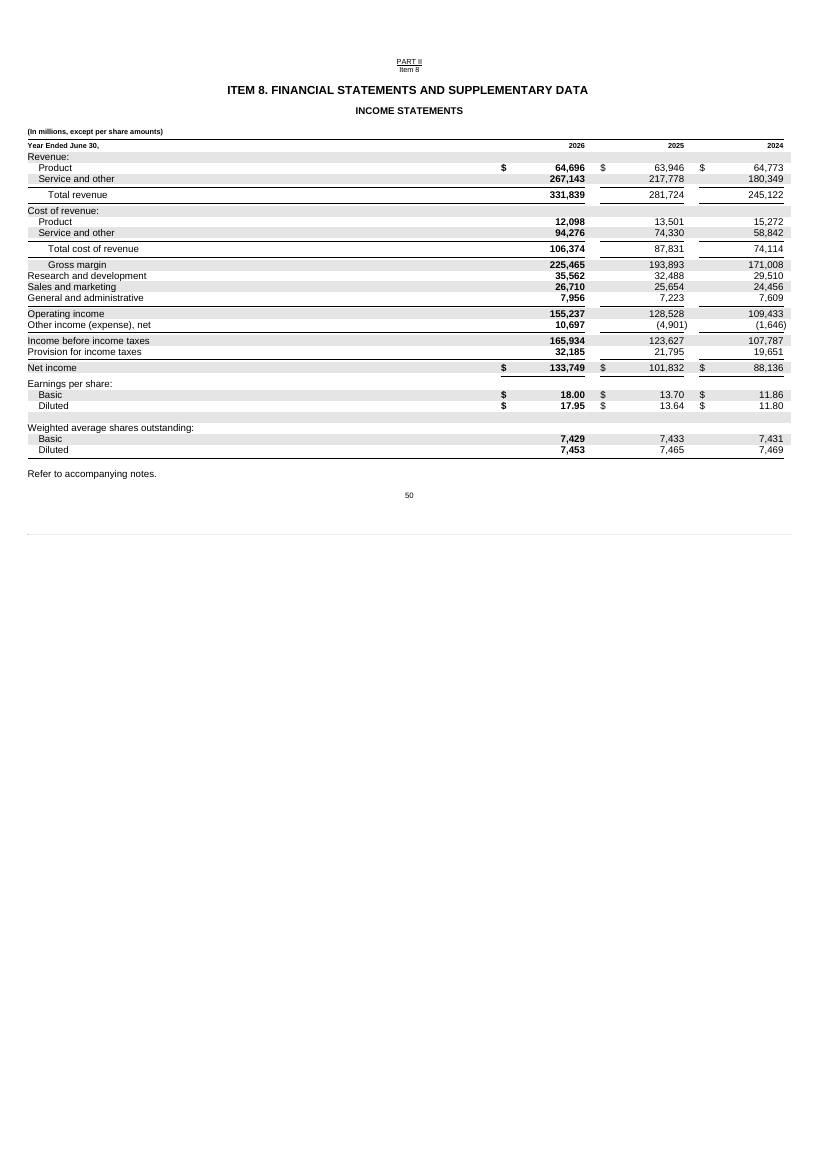 PART II
Item 8
ITEM 8. FINANCIAL STATEMENTS AND SUPPLEMENTARY DATA
INCOME STATEMENTS
(In millions, except per share amounts)
Year Ended June 30, 2026 2025 2024
Revenue:
Product $ 64,696 $ 63,946 $ 64,773
Service and other 267,143 217,778 180,349
Total revenue 331,839 281,724 245,122
Cost of revenue:
Product 12,098 13,501 15,272
Service and other 94,276 74,330 58,842
Total cost of revenue 106,374 87,831 74,114
Gross margin 225,465 193,893 171,008
Research and development 35,562 32,488 29,510
Sales and marketing 26,710 25,654 24,456
General and administrative 7,956 7,223 7,609
Operating income 155,237 128,528 109,433
Other income (expense), net 10,697 (4,901) (1,646)
Income before income taxes 165,934 123,627 107,787
Provision for income taxes 32,185 21,795 19,651
Net income $ 133,749 $ 101,832 $ 88,136
Earnings per share:
Basic $ 18.00 $ 13.70 $ 11.86
Diluted $ 17.95 $ 13.64 $ 11.80
Weighted average shares outstanding:
Basic 7,429 7,433 7,431
Diluted 7,453 7,465 7,469
Refer to accompanying notes.
50